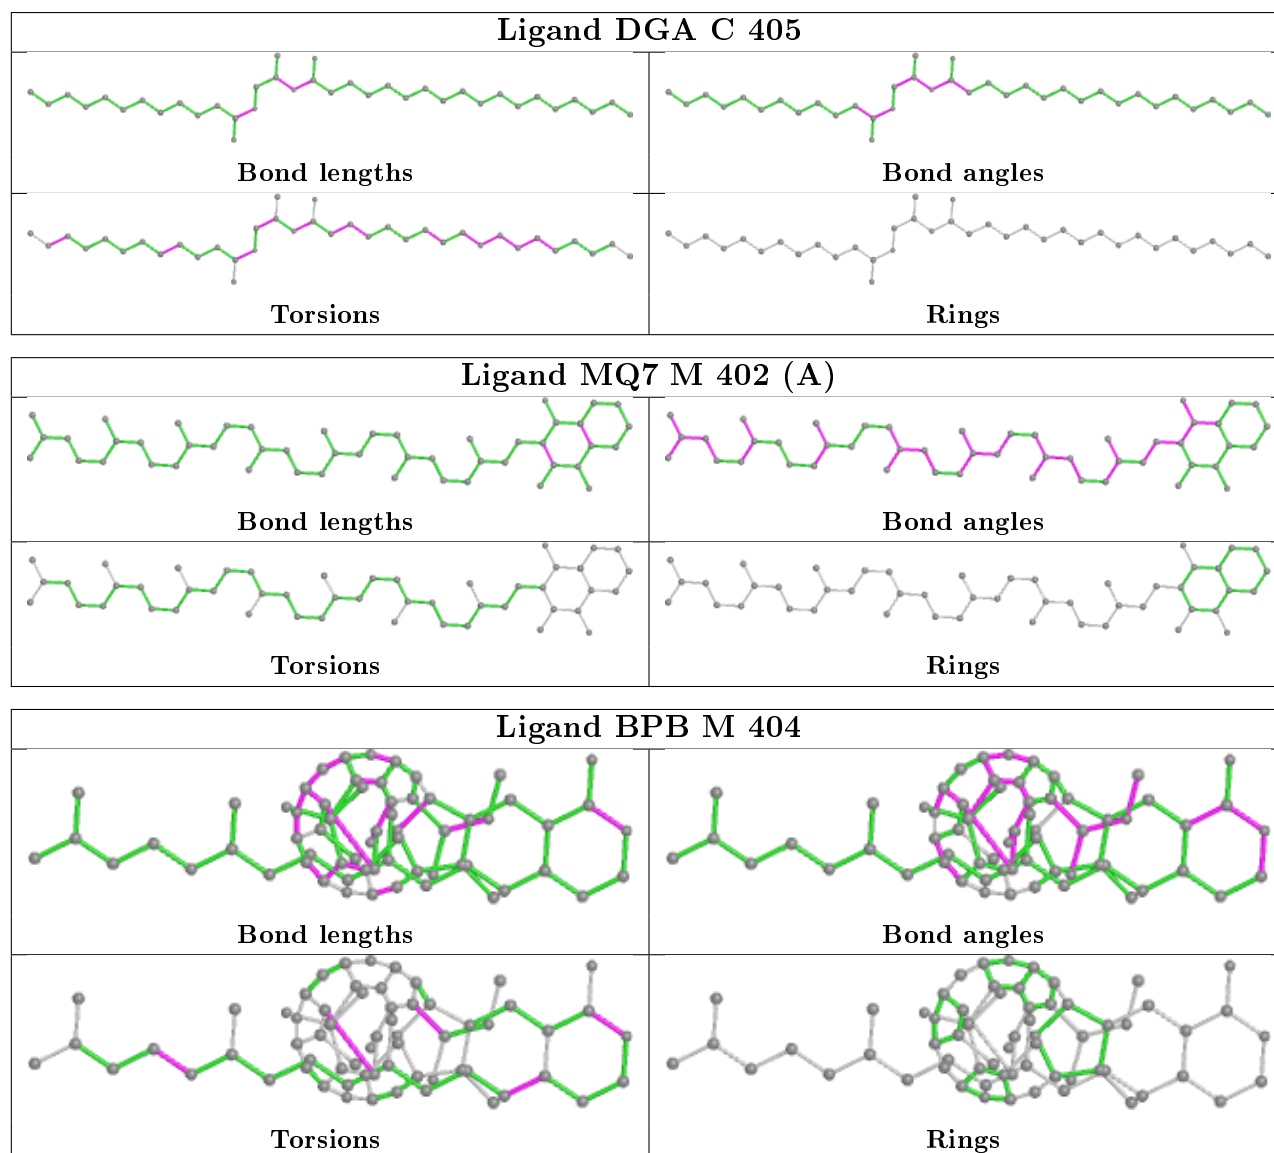 Ligand DGA C 405
Bond lengths
Bond angles
Torsions
Rings
Ligand MQ7 M 402 (A)
Bond lengths
Bond angles
Torsions
Rings
Ligand BPB M 404
Bond lengths
Bond angles
Torsions
Rings